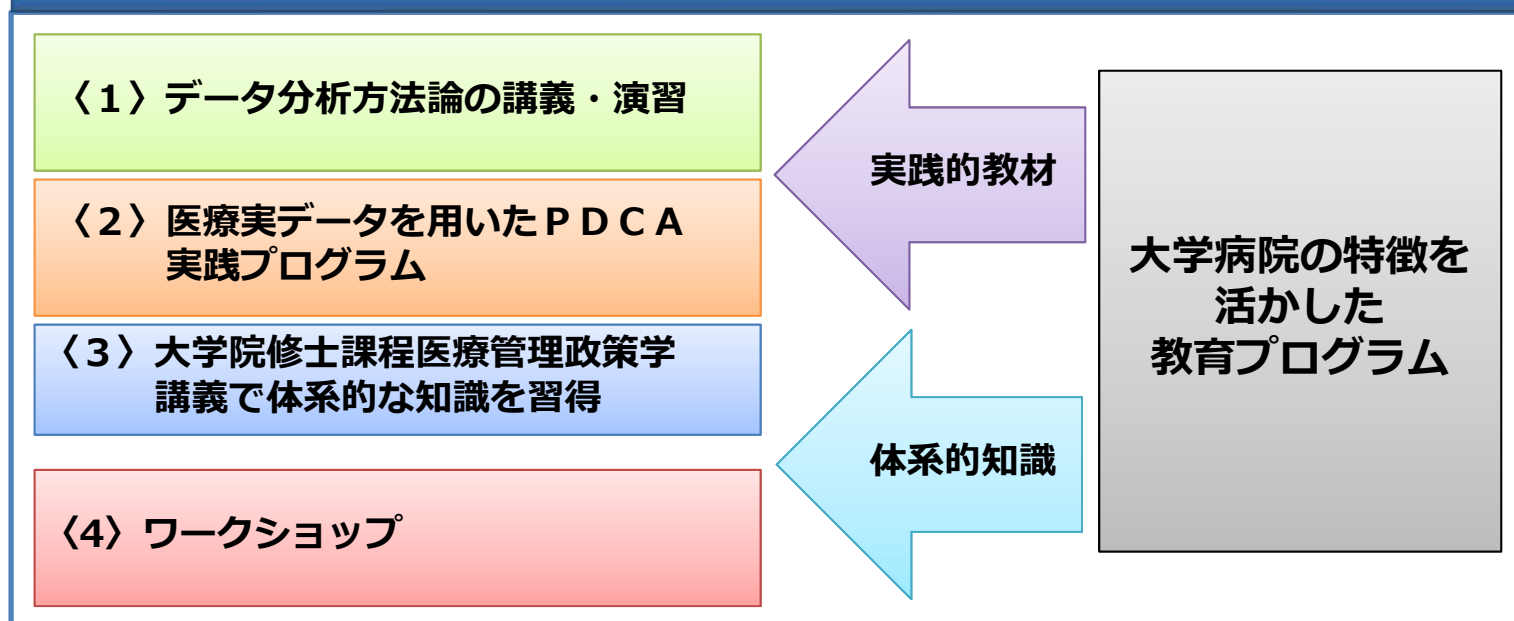 〈１〉データ分析方法論の講義・演習
〈２〉医療実データを用いたＰＤＣＡ
実践プログラム
〈３〉大学院修士課程医療管理政策学
講義で体系的な知識を習得
〈4〉ワークショップ
実践的教材
体系的知識
大学病院の特徴を
活かした
教育プログラム